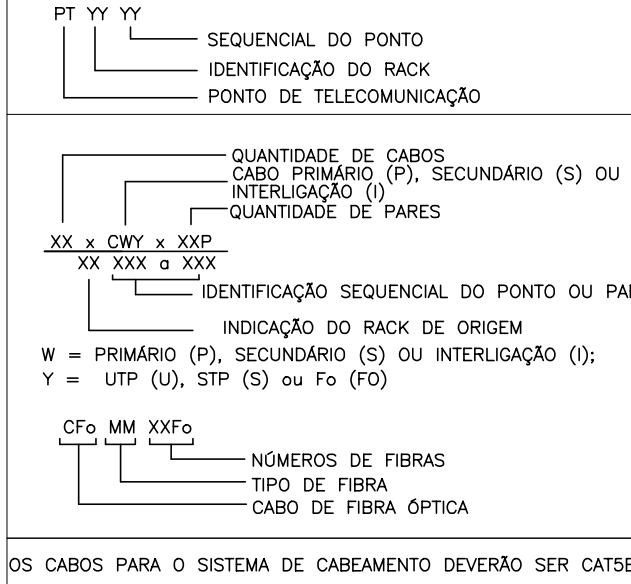 PT YY YY
SEQUENCIAL DO PONTO
IDENTIFICAÇÃO DO RACK
PONTO DE TELECOMUNICAÇÃO
QUANTIDADE DE CABOS
CABO PRIMÁRIO (P), SECUNDÁRIO (S) OU
INTERLIGAÇÃO (I)
QUANTIDADE DE PARES
XX x CWY x XXP
XX XXX a XXX
IDENTIFICAÇÃO SEQUENCIAL DO PONTO OU PAR
INDICAÇÃO DO RACK DE ORIGEM
W = PRIMÁRIO (P), SECUNDÁRIO (S) OU INTERLIGAÇÃO (I);
Y = UTP (U), STP (S) ou Fo (FO)
CFo MM XXFo
NÚMEROS DE FIBRAS
TIPO DE FIBRA
CABO DE FIBRA ÓPTICA
OS CABOS PARA O SISTEMA DE CABEAMENTO DEVERÃO SER CAT5E